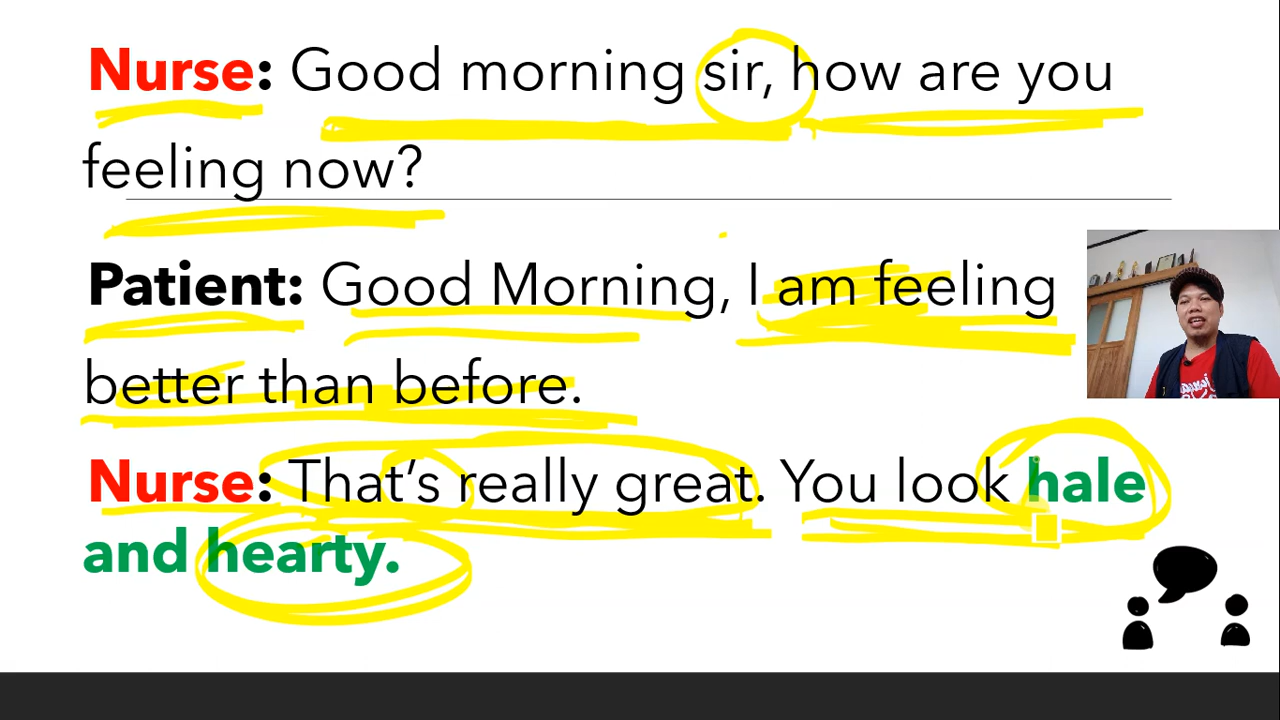 Nurse: Good morning sir, how are you
feeling now?
Patient: Good Morning, I am feeling
better than before.
Nurse: That's really great. You look hale
and hearty.